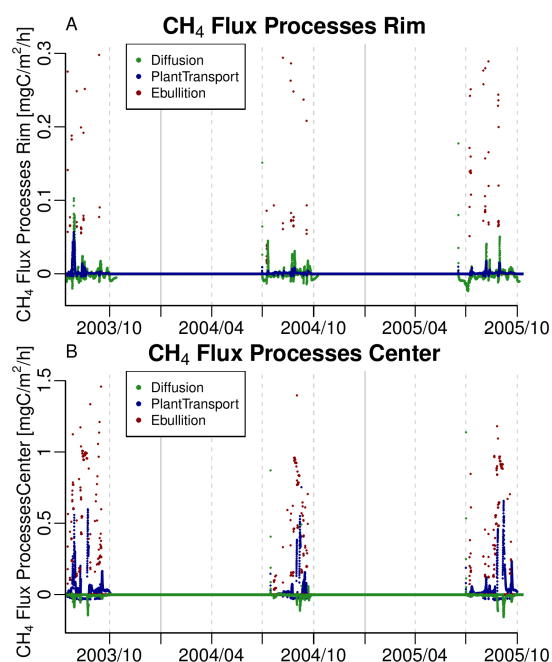 A
CH₄ Flux Processes Rim
CH₄ Flux Processes Rim [mgC/m²/h]
0.3
0.2
0.1
0
Diffusion
PlantTransport
Ebullition
2003/10
2004/04
2004/10
2005/04
2005/10
B
CH₄ Flux Processes Center
CH₄ Flux ProcessesCenter [mgC/m²/h]
1.5
1
0.5
0
Diffusion
PlantTransport
Ebullition
2003/10
2004/04
2004/10
2005/04
2005/10